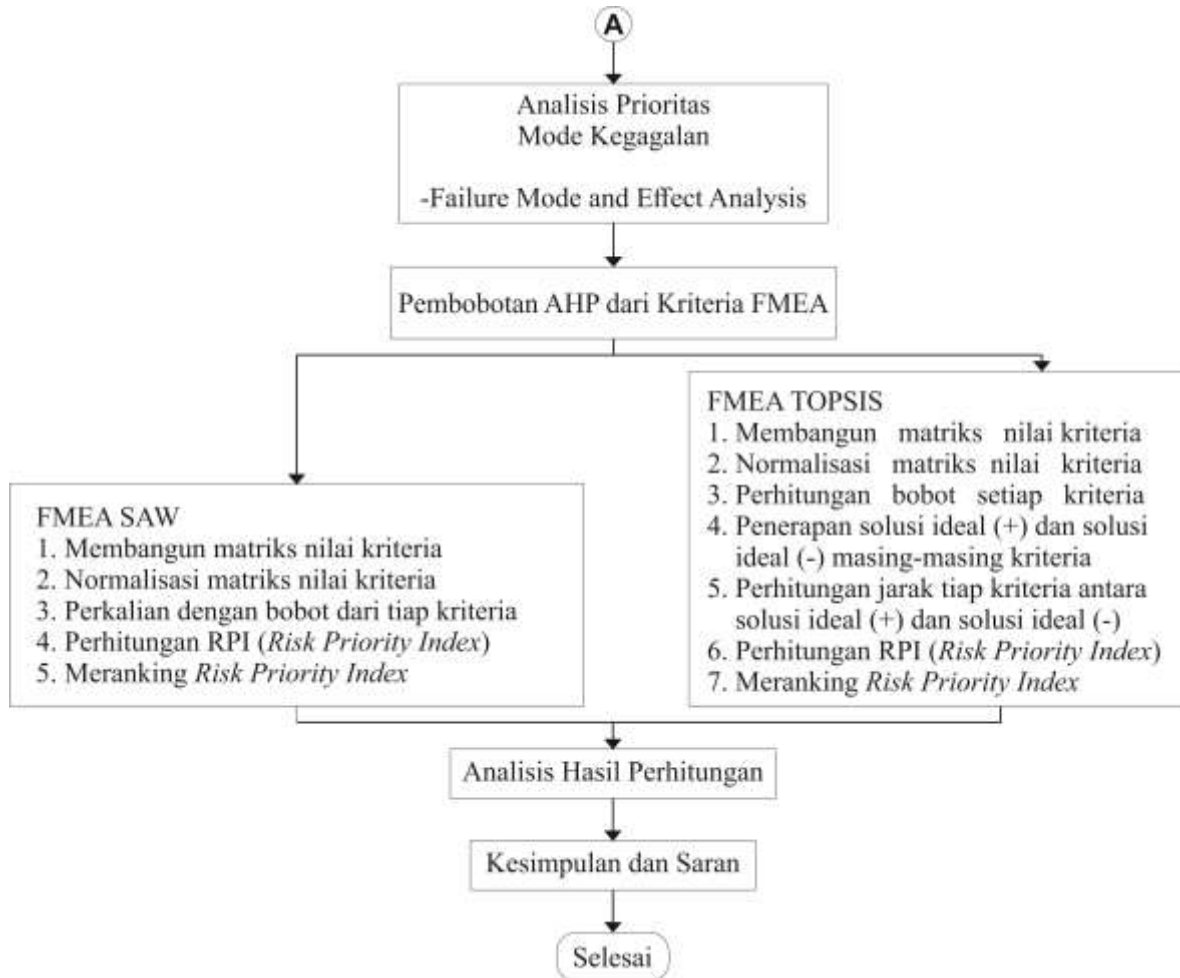 A
Analisis Prioritas
Mode Kegagalan
-Failure Mode and Effect Analysis
Pembobotan AHP dari Kriteria FMEA
FMEA SAW
1. Membangun matriks nilai kriteria
2. Normalisasi matriks nilai kriteria
3. Perkalian dengan bobot dari tiap kriteria
4. Perhitungan RPI (Risk Priority Index)
5. Meranking Risk Priority Index
FMEA TOPSIS
1. Membangun matriks nilai kriteria
2. Normalisasi matriks nilai kriteria
3. Perhitungan bobot setiap kriteria
4. Penerapan solusi ideal (+) dan solusi
ideal (-) masing-masing kriteria
5. Perhitungan jarak tiap kriteria antara
solusi ideal (+) dan solusi ideal (-)
6. Perhitungan RPI (Risk Priority Index)
7. Meranking Risk Priority Index
Analisis Hasil Perhitungan
Kesimpulan dan Saran
Selesai